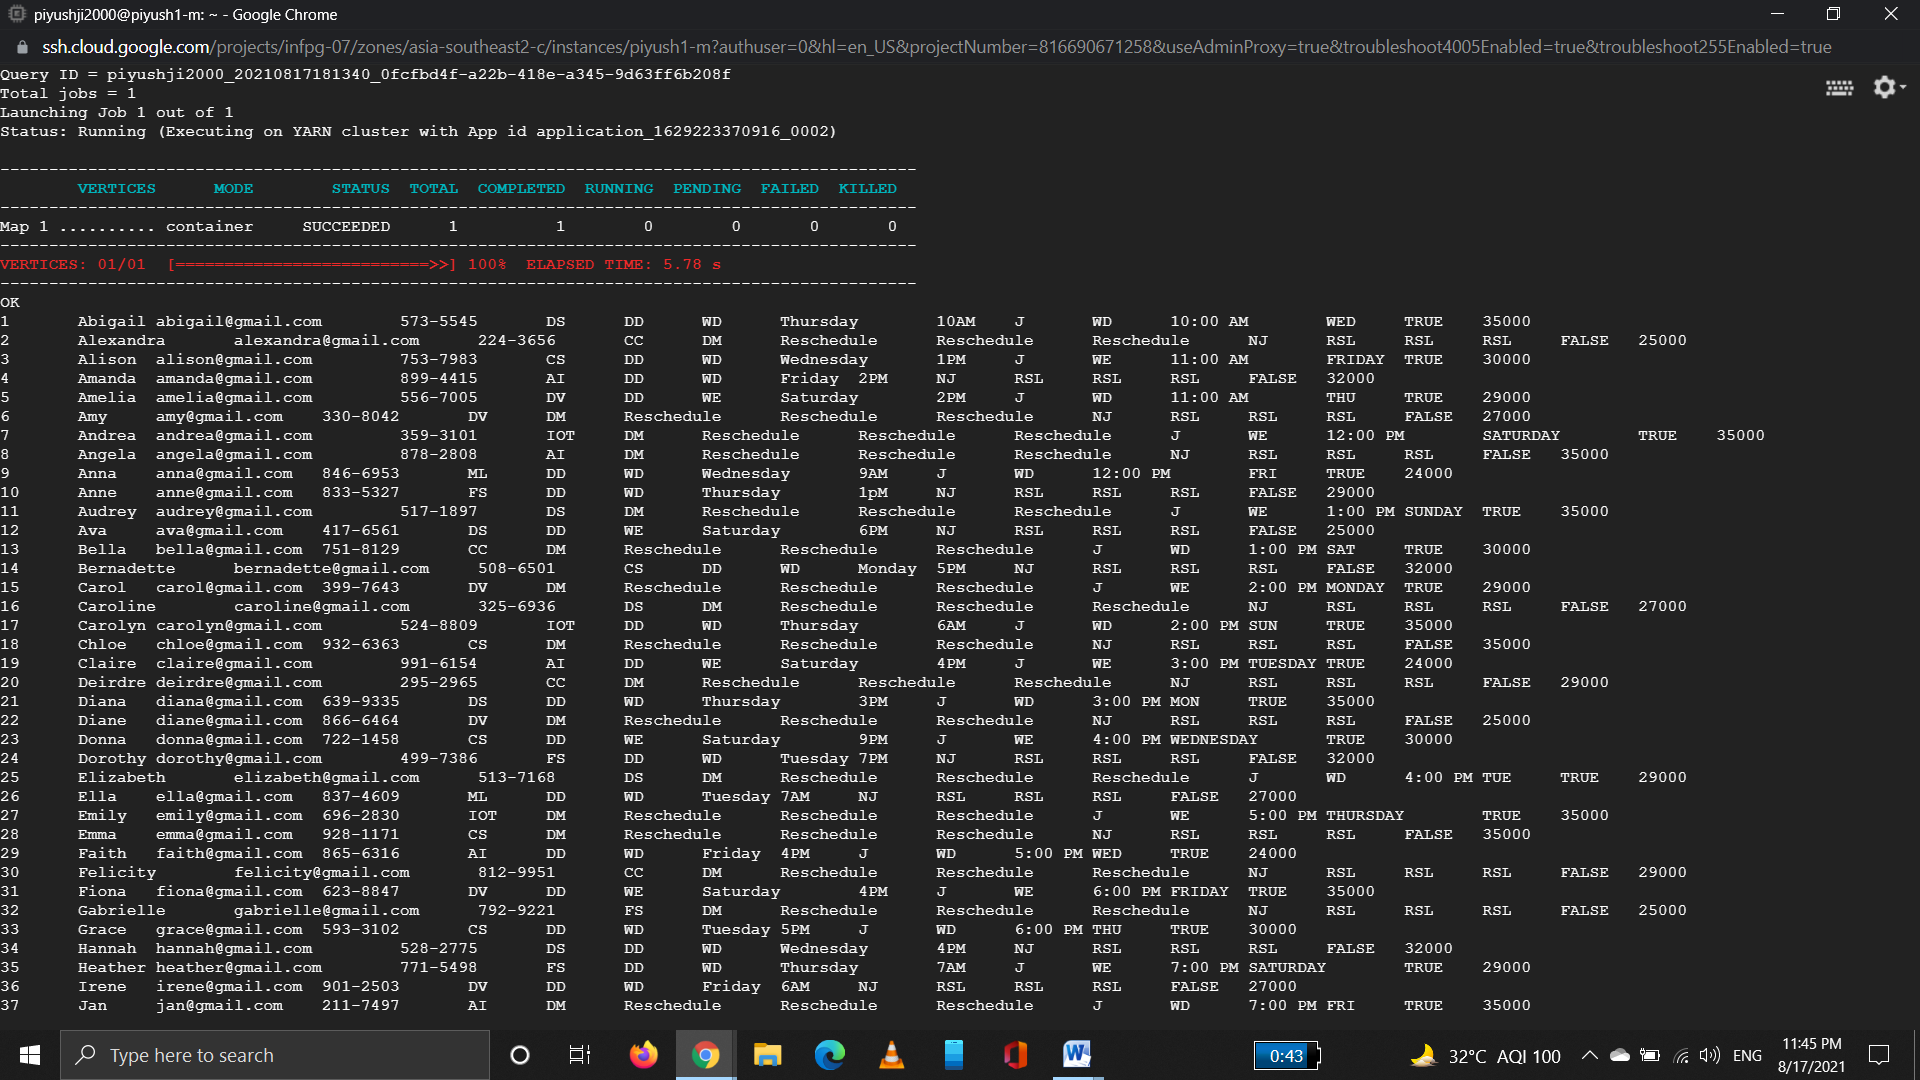 piyushji2000@piyush1-m: ~ - Google Chrome
ssh.cloud.google.com/projects/infpg-07/zones/asia-southeast2-c/instances/piyush1-m?authuser=0&hl=en_US&projectNumber=816690671258&useAdminProxy=true&troubleshoot4005Enabled=true&troubleshoot255Enabled=true
Query ID = piyushji2000_20210817181340_0fcfbd4f-a22b-418e-a345-9d63ff6b208f
Total jobs = 1
Launching Job 1 out of 1
Status: Running (Executing on YARN cluster with App id application_1629223370916_0002)
----------------------------------------------------------------------------------------------
VERTICES MODE STATUS TOTAL COMPLETED RUNNING PENDING FAILED KILLED
----------------------------------------------------------------------------------------------
Map 1 .......... container SUCCEEDED 1 1 0 0 0 0
----------------------------------------------------------------------------------------------
VERTICES: 01/01 [==========================>>] 100% ELAPSED TIME: 5.78 s
----------------------------------------------------------------------------------------------
OK
1 Abigail abigail@gmail.com 573-5545 DS DD WD Thursday 10AM J WD 10:00 AM WED TRUE 35000
2 Alexandra alexandra@gmail.com 224-3656 CC DM Reschedule Reschedule Reschedule NJ RSL RSL RSL FALSE 25000
3 Alison alison@gmail.com 753-7983 CS DD WD Wednesday 1PM J WE 11:00 AM FRIDAY TRUE 30000
4 Amanda amanda@gmail.com 899-4415 AI DD WD Friday 2PM NJ RSL RSL RSL FALSE 32000
5 Amelia amelia@gmail.com 556-7005 DV DD WE Saturday 2PM J WD 11:00 AM THU TRUE 29000
6 Amy amy@gmail.com 330-8042 DV DM Reschedule Reschedule Reschedule NJ RSL RSL RSL FALSE 27000
7 Andrea andrea@gmail.com 359-3101 IOT DM Reschedule Reschedule Reschedule J WE 12:00 PM SATURDAY TRUE 35000
8 Angela angela@gmail.com 878-2808 AI DM Reschedule Reschedule Reschedule NJ RSL RSL RSL FALSE 35000
9 Anna anna@gmail.com 846-6953 ML DD WD Wednesday 9AM J WD 12:00 PM FRI TRUE 24000
10 Anne anne@gmail.com 833-5327 FS DD WD Thursday 1pM NJ RSL RSL RSL FALSE 29000
11 Audrey audrey@gmail.com 517-1897 DS DM Reschedule Reschedule Reschedule J WE 1:00 PM SUNDAY TRUE 35000
12 Ava ava@gmail.com 417-6561 DS DD WE Saturday 6PM NJ RSL RSL RSL FALSE 25000
13 Bella bella@gmail.com 751-8129 CC DM Reschedule Reschedule Reschedule J WD 1:00 PM SAT TRUE 30000
14 Bernadette bernadette@gmail.com 508-6501 CS DD WD Monday 5PM NJ RSL RSL RSL FALSE 32000
15 Carol carol@gmail.com 399-7643 DV DM Reschedule Reschedule Reschedule J WE 2:00 PM MONDAY TRUE 29000
16 Caroline caroline@gmail.com 325-6936 DS DM Reschedule Reschedule Reschedule NJ RSL RSL RSL FALSE 27000
17 Carolyn carolyn@gmail.com 524-8809 IOT DD WD Thursday 6AM J WD 2:00 PM SUN TRUE 35000
18 Chloe chloe@gmail.com 932-6363 CS DM Reschedule Reschedule Reschedule NJ RSL RSL RSL FALSE 35000
19 Claire claire@gmail.com 991-6154 AI DD WE Saturday 4PM J WE 3:00 PM TUESDAY TRUE 24000
20 Deirdre deirdre@gmail.com 295-2965 CC DM Reschedule Reschedule Reschedule NJ RSL RSL RSL FALSE 29000
21 Diana diana@gmail.com 639-9335 DS DD WD Thursday 3PM J WD 3:00 PM MON TRUE 35000
22 Diane diane@gmail.com 866-6464 DV DM Reschedule Reschedule Reschedule NJ RSL RSL RSL FALSE 25000
23 Donna donna@gmail.com 722-1458 CS DD WE Saturday 9PM J WE 4:00 PM WEDNESDAY TRUE 30000
24 Dorothy dorothy@gmail.com 499-7386 FS DD WD Tuesday 7PM NJ RSL RSL RSL FALSE 32000
25 Elizabeth elizabeth@gmail.com 513-7168 DS DM Reschedule Reschedule Reschedule J WD 4:00 PM TUE TRUE 29000
26 Ella ella@gmail.com 837-4609 ML DD WD Tuesday 7AM NJ RSL RSL RSL FALSE 27000
27 Emily emily@gmail.com 696-2830 IOT DM Reschedule Reschedule Reschedule J WE 5:00 PM THURSDAY TRUE 35000
28 Emma emma@gmail.com 928-1171 CS DM Reschedule Reschedule Reschedule NJ RSL RSL RSL FALSE 35000
29 Faith faith@gmail.com 865-6316 AI DD WD Friday 4PM J WD 5:00 PM WED TRUE 24000
30 Felicity felicity@gmail.com 812-9951 CC DM Reschedule Reschedule Reschedule NJ RSL RSL RSL FALSE 29000
31 Fiona fiona@gmail.com 623-8847 DV DD WE Saturday 4PM J WE 6:00 PM FRIDAY TRUE 35000
32 Gabrielle gabrielle@gmail.com 792-9221 FS DM Reschedule Reschedule Reschedule NJ RSL RSL RSL FALSE 25000
33 Grace grace@gmail.com 593-3102 CS DD WD Tuesday 5PM J WD 6:00 PM THU TRUE 30000
34 Hannah hannah@gmail.com 528-2775 DS DD WD Wednesday 4PM NJ RSL RSL RSL FALSE 32000
35 Heather heather@gmail.com 771-5498 FS DD WD Thursday 7AM J WE 7:00 PM SATURDAY TRUE 29000
36 Irene irene@gmail.com 901-2503 DV DD WD Friday 6AM NJ RSL RSL RSL FALSE 27000
37 Jan jan@gmail.com 211-7497 AI DM Reschedule Reschedule Reschedule J WD 7:00 PM FRI TRUE 35000
Type here to search
0:43
32°C AQI 100
ENG
11:45 PM
8/17/2021